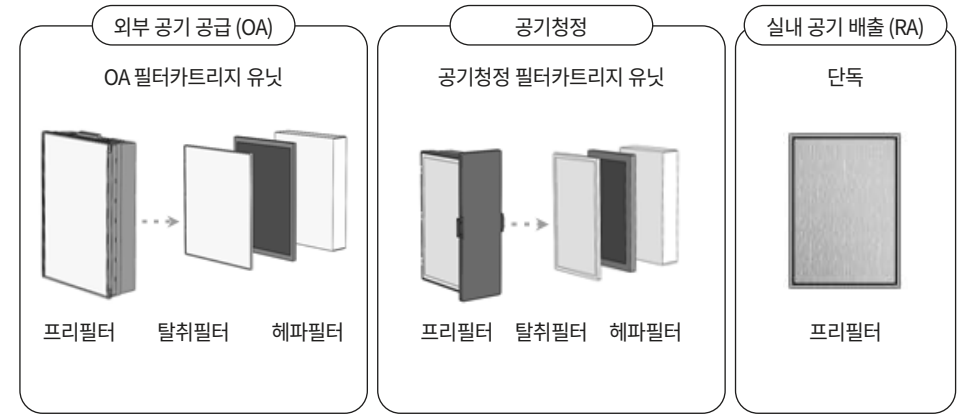 외부 공기 공급 (OA)
OA 필터카트리지 유닛
프리필터 탈취필터 헤파필터
공기청정
공기청정 필터카트리지 유닛
프리필터 탈취필터 헤파필터
실내 공기 배출 (RA)
단독
프리필터